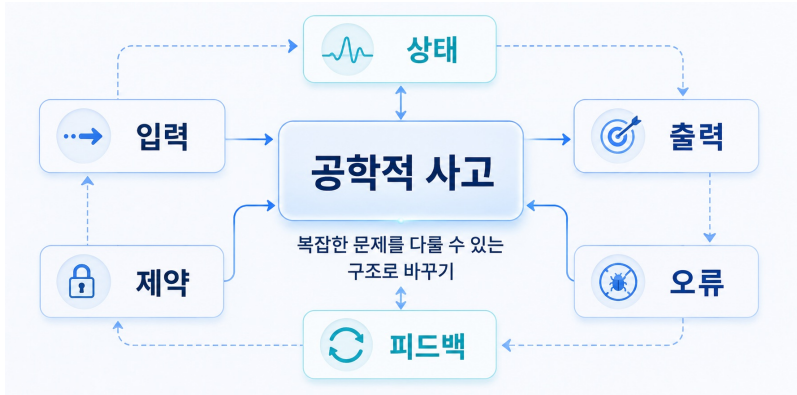 상태
입력
출력
공학적 사고
복잡한 문제를 다룰 수 있는
구조로 바꾸기
제약
오류
피드백